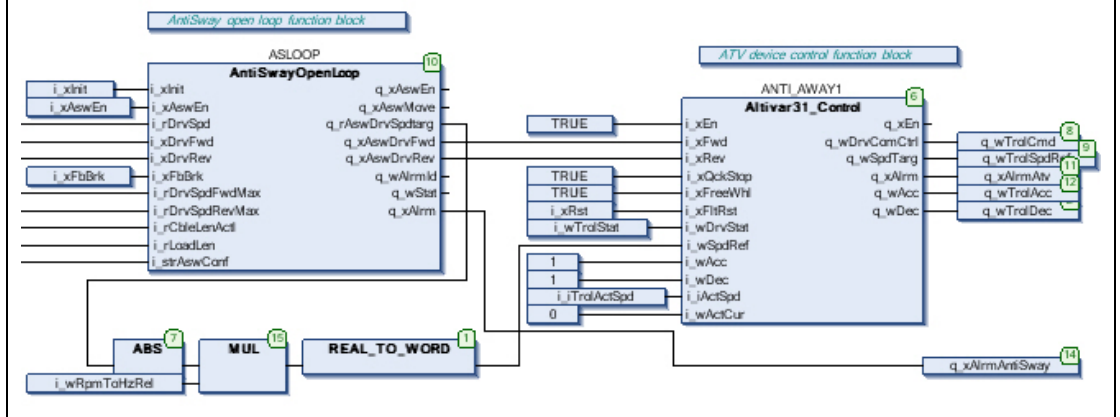 AntiSway open loop function block
ASLOOP
AntiSwayOpenLoop
10
i_xInit
i_xInit
q_xAswEn
i_xAswEn
i_xAswEn
q_xAswMove
i_rDrvSpd
q_rAswDrvSpdtarg
i_xDrvFwd
q_xAswDrvFwd
i_xDrvRev
q_xAswDrvRev
i_xFbBrk
i_xFbBrk
q_wAlrmId
i_rDrvSpdFwdMax
q_wStat
i_rDrvSpdRevMax
q_xAlrm
i_rCbleLenActl
i_rLoadLen
i_strAswConf
ATV device control function block
ANTI_AWAY1
Altivar31_Control
6
TRUE
i_xEn
q_xEn
i_xFwd
q_wDrvComCtrl
q_wTrolCmd
8
i_xRev
q_wSpdTarg
q_wTrolSpdRef
9
TRUE
i_xQckStop
q_xAlrm
q_xAlrmAtv
11
TRUE
i_xFreeWhl
q_wAcc
q_wTrolAcc
12
i_xRst
i_xFltRst
q_wDec
q_wTrolDec
i_wTrolStat
i_wDrvStat
i_wSpdRef
1
i_wAcc
1
i_wDec
i_iTrolActSpd
i_iActSpd
0
i_wActCur
ABS
7
MUL
15
REAL_TO_WORD
1
i_wRpmToHzRel
q_xAlrmAntiSway
14